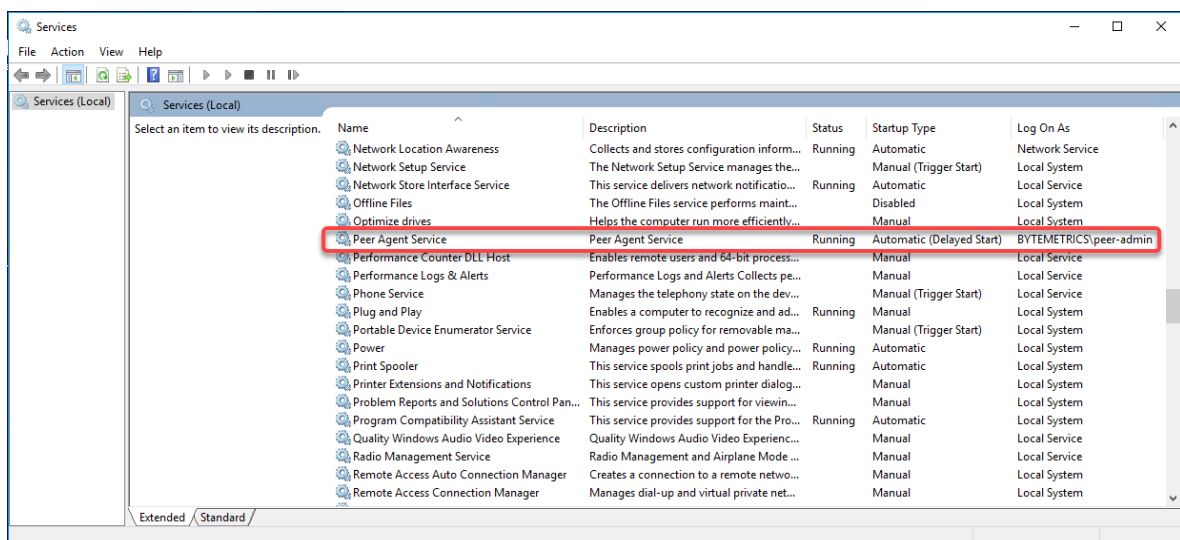 Services
File Action View Help
Services (Local)
Services (Local)
Select an item to view its description.
Name Description Status Startup Type Log On As
Network Location Awareness Collects and stores configuration inform... Running Automatic Network Service
Network Setup Service The Network Setup Service manages the... Manual (Trigger Start) Local System
Network Store Interface Service This service delivers network notificatio... Running Automatic Local Service
Offline Files The Offline Files service performs maint... Disabled Local System
Optimize drives Helps the computer run more efficiently... Manual Local System
Peer Agent Service Peer Agent Service Running Automatic (Delayed Start) BYTEMETRICS\peer-admin
Performance Counter DLL Host Enables remote users and 64-bit process... Manual Local Service
Performance Logs & Alerts Performance Logs and Alerts Collects pe... Manual Local Service
Phone Service Manages the telephony state on the dev... Manual (Trigger Start) Local Service
Plug and Play Enables a computer to recognize and ad... Running Manual Local System
Portable Device Enumerator Service Enforces group policy for removable ma... Manual (Trigger Start) Local System
Power Manages power policy and power policy... Running Automatic Local System
Print Spooler This service spools print jobs and handle... Running Automatic Local System
Printer Extensions and Notifications This service opens custom printer dialog... Manual Local System
Problem Reports and Solutions Control Pan... This service provides support for viewin... Manual Local System
Program Compatibility Assistant Service This service provides support for the Pro... Running Automatic Local System
Quality Windows Audio Video Experience Quality Windows Audio Video Experienc... Manual Local Service
Radio Management Service Radio Management and Airplane Mode ... Manual Local Service
Remote Access Auto Connection Manager Creates a connection to a remote netwo... Manual Local System
Remote Access Connection Manager Manages dial-up and virtual private net... Manual Local System
Extended Standard